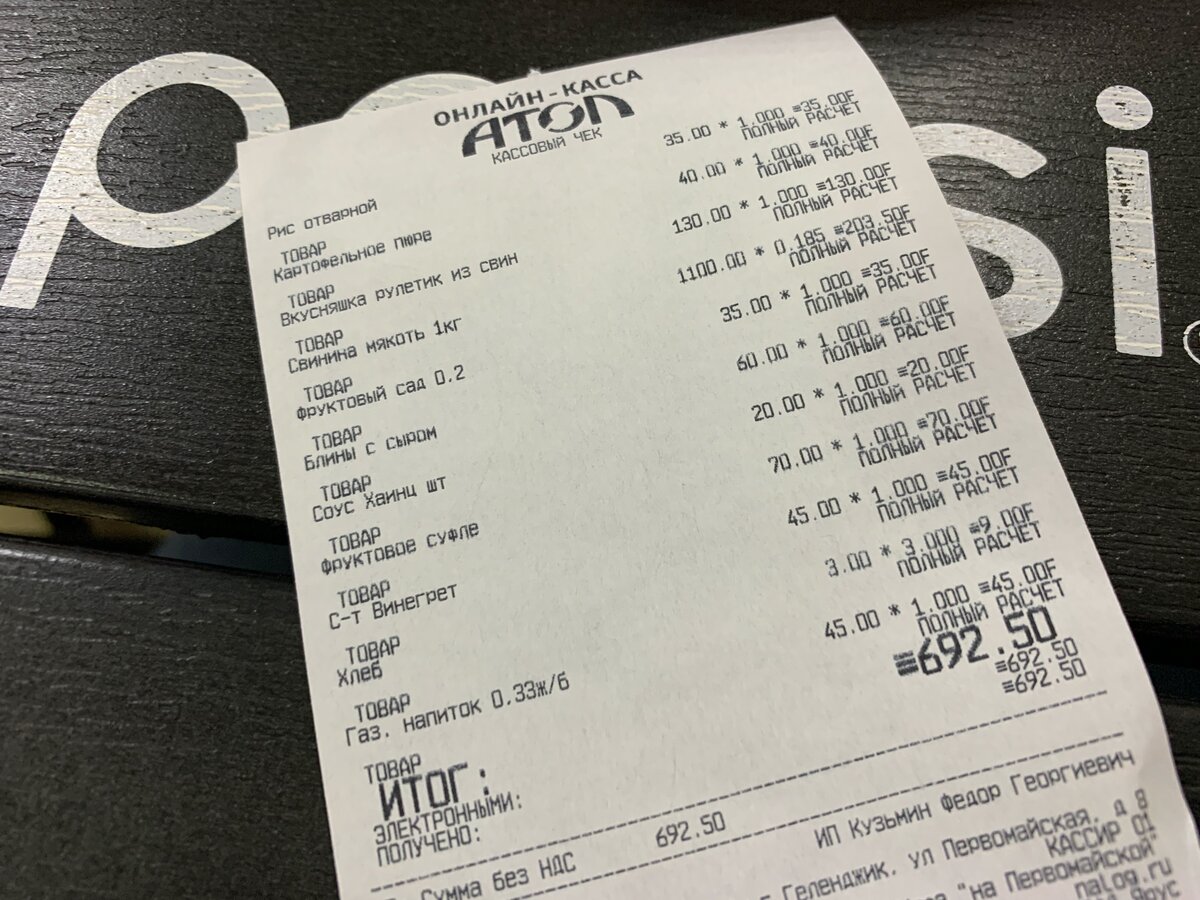 ОНЛАЙН-КАССА
АТОЛ
КАССОВЫЙ ЧЕК
Рис отварной
35.00 * 1.000 ≡35.00F
ТОВАР ПОЛНЫЙ РАСЧЕТ
Картофельное пюре
40.00 * 1.000 ≡40.00F
ТОВАР ПОЛНЫЙ РАСЧЕТ
Вкусняшка рулетик из свин
130.00 * 1.000 ≡130.00F
ТОВАР ПОЛНЫЙ РАСЧЕТ
Свинина мякоть 1кг
1100.00 * 0.185 ≡203.50F
ТОВАР ПОЛНЫЙ РАСЧЕТ
Фруктовый сад 0.2
35.00 * 1.000 ≡35.00F
ТОВАР ПОЛНЫЙ РАСЧЕТ
Блины с сыром
60.00 * 1.000 ≡60.00F
ТОВАР ПОЛНЫЙ РАСЧЕТ
Соус Хаинц шт
20.00 * 1.000 ≡20.00F
ТОВАР ПОЛНЫЙ РАСЧЕТ
Фруктовое суфле
70.00 * 1.000 ≡70.00F
ТОВАР ПОЛНЫЙ РАСЧЕТ
С-т Винегрет
45.00 * 1.000 ≡45.00F
ТОВАР ПОЛНЫЙ РАСЧЕТ
Хлеб
3.00 * 3.000 ≡9.00F
ТОВАР ПОЛНЫЙ РАСЧЕТ
Газ. напиток 0.33ж/б
45.00 * 1.000 ≡45.00F
ТОВАР ПОЛНЫЙ РАСЧЕТ
ИТОГ: ≡692.50
ЭЛЕКТРОННЫМИ: ≡692.50
ПОЛУЧЕНО: ≡692.50
Сумма без НДС 692.50
ИП Кузьмин Федор Георгиевич
Геленджик, ул Первомайская, д 8
КАССИР 01
"на Первомайской"
nalog.ru